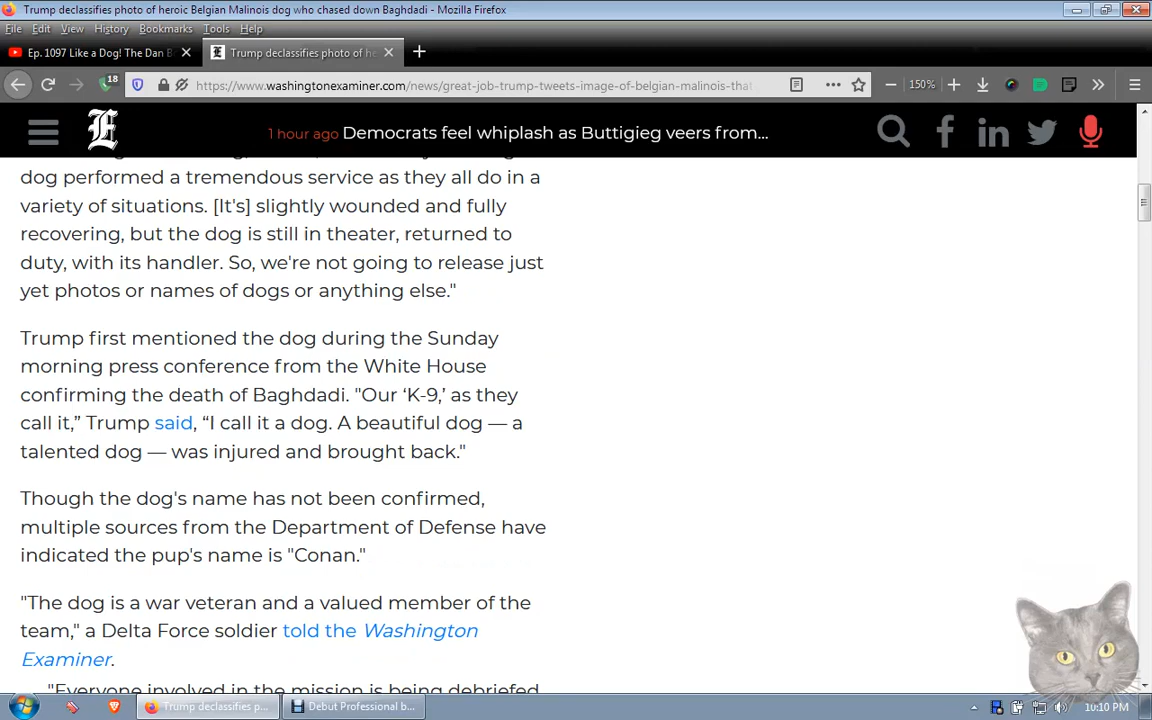 Trump declassifies photo of heroic Belgian Malinois dog who chased down Baghdadi - Mozilla Firefox
File Edit View History Bookmarks Tools Help
Ep. 1097 Like a Dog! The Dan B
Trump declassifies photo of he
18
https://www.washingtonexaminer.com/news/great-job-trump-tweets-image-of-belgian-malinois-that-
150%
E
1 hour ago Democrats feel whiplash as Buttigieg veers from...
dog performed a tremendous service as they all do in a
variety of situations. [It's] slightly wounded and fully
recovering, but the dog is still in theater, returned to
duty, with its handler. So, we're not going to release just
yet photos or names of dogs or anything else."
Trump first mentioned the dog during the Sunday
morning press conference from the White House
confirming the death of Baghdadi. "Our ‘K-9,’ as they
call it,” Trump said, “I call it a dog. A beautiful dog — a
talented dog — was injured and brought back."
Though the dog's name has not been confirmed,
multiple sources from the Department of Defense have
indicated the pup's name is "Conan."
"The dog is a war veteran and a valued member of the
team," a Delta Force soldier told the Washington
Examiner.
"Everyone involved in the mission is being debriefed
Trump declassifies p...
Debut Professional b...
10:10 PM